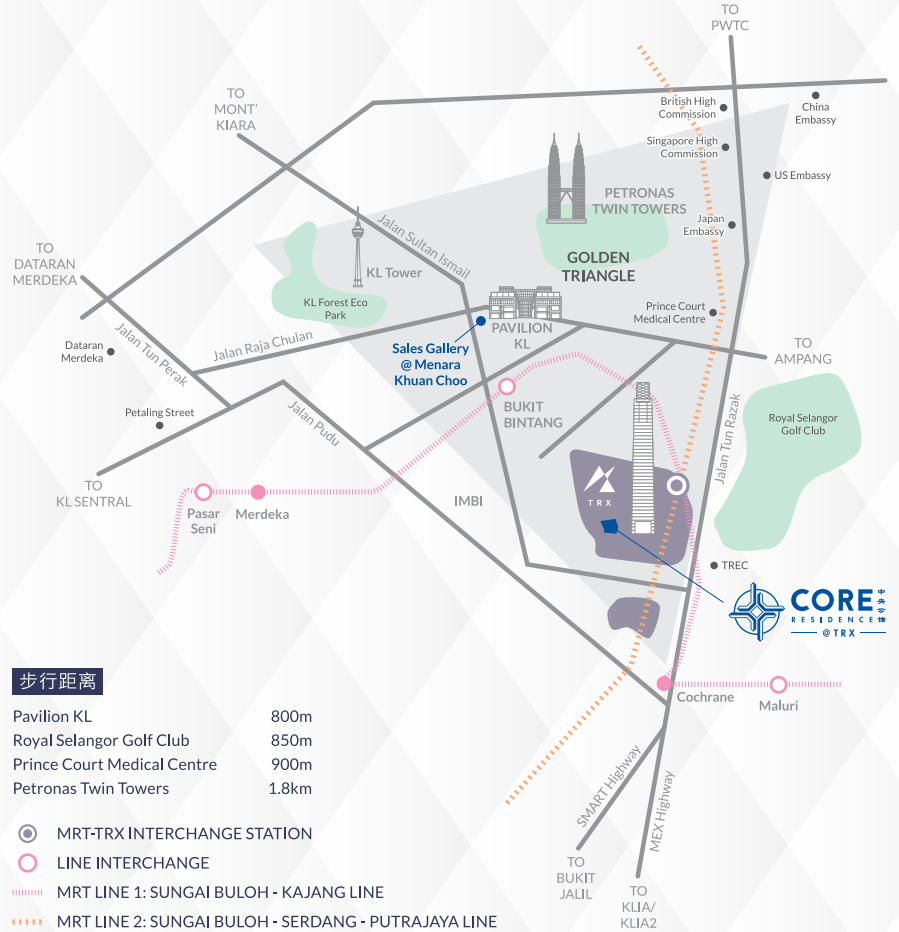 TO
PWTC
TO
MONT'
KIARA
British High
Commission
China
Embassy
Singapore High
Commission
US Embassy
PETRONAS
TWIN TOWERS
Japan
Embassy
Jalan Sultan Ismail
TO
DATARAN
MERDEKA
KL Tower
GOLDEN
TRIANGLE
KL Forest Eco
Park
Prince Court
Medical Centre
PAVILION
KL
Jalan Tun Perak
Jalan Raja Chulan
Dataran
Merdeka
Sales Gallery
@ Menara
Khuan Choo
TO
AMPANG
Petaling Street
Jalan Pudu
BUKIT
BINTANG
Jalan Tun Razak
Royal Selangor
Golf Club
TO
KL SENTRAL
Pasar
Seni
Merdeka
IMBI
TRX
TREC
CORE
RESIDENCE
@TRX
Cochrane
Maluri
步行距离
Pavilion KL 800m
Royal Selangor Golf Club 850m
Prince Court Medical Centre 900m
Petronas Twin Towers 1.8km
SMART Highway
MEX Highway
MRT-TRX INTERCHANGE STATION
LINE INTERCHANGE
TO
BUKIT
JALIL
TO
KLIA/
KLIA2
MRT LINE 1: SUNGAI BULOH - KAJANG LINE
MRT LINE 2: SUNGAI BULOH - SERDANG - PUTRAJAYA LINE